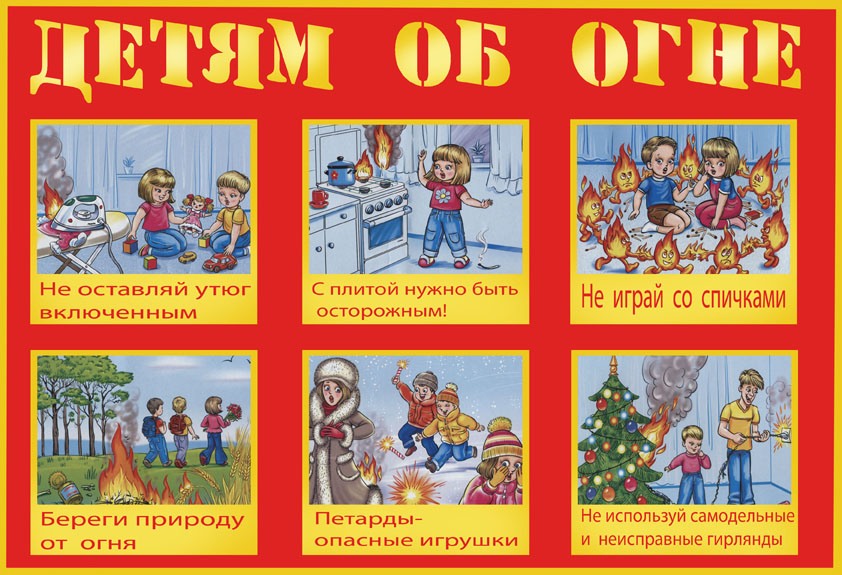 ДЕТЯМ ОБ ОГНЕ
Не оставляй утюг
включенным
С плитой нужно быть
осторожным!
Не играй со спичками
Береги природу
от огня
Петарды-
опасные игрушки
Не используй самодельные
и неисправные гирлянды